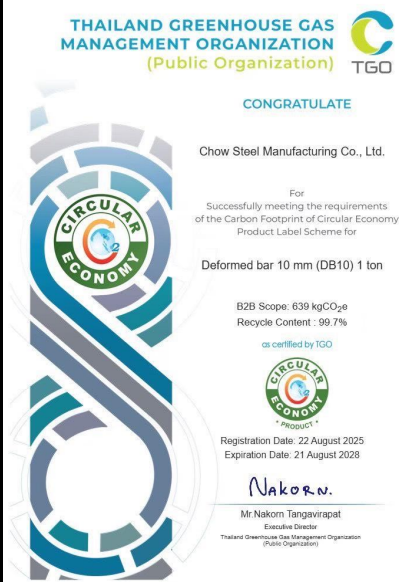 THAILAND GREENHOUSE GAS
MANAGEMENT ORGANIZATION
(Public Organization)
TGO
CONGRATULATE
Chow Steel Manufacturing Co., Ltd.
For
Successfully meeting the requirements
of the Carbon Footprint of Circular Economy
Product Label Scheme for
CIRCULAR
2
ECONOMY
Deformed bar 10 mm (DB10) 1 ton
B2B Scope: 639 kgCO2e
Recycle Content : 99.7%
as certified by TGO
CIRCULAR
2
ECONOMY
• PRODUCT •
Registration Date: 22 August 2025
Expiration Date: 21 August 2028
NAKORN.
Mr.Nakorn Tangavirapat
Executive Director
Thailand Greenhouse Gas Management Organization
(Public Organization)